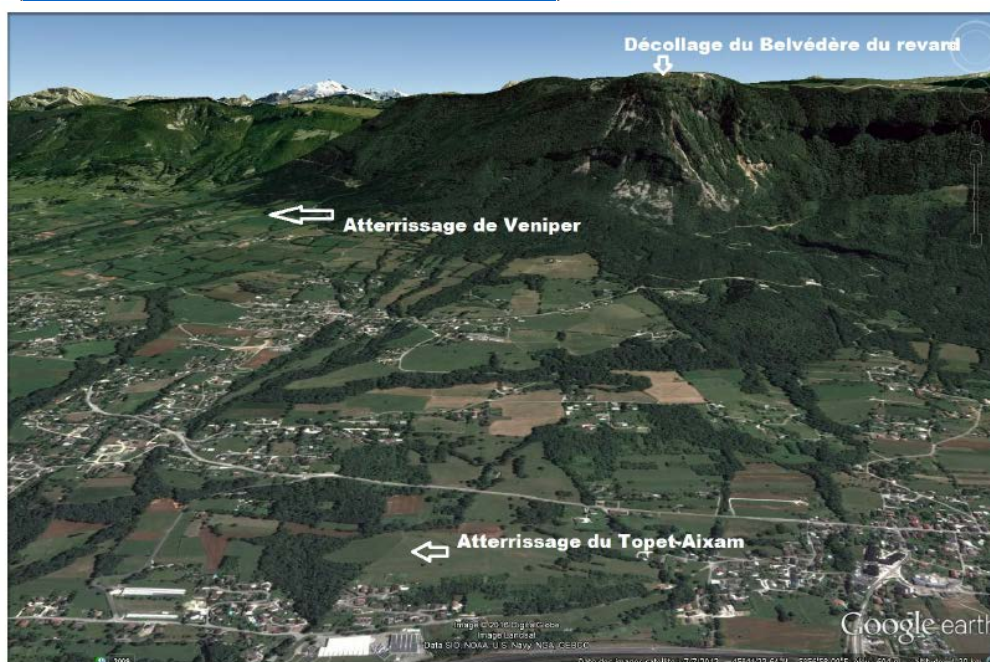 Décollage du Belvédère du revard
Atterrissage de Veniper
Atterrissage du Topet-Aixam
Image © 2016 DigitalGlobe
Image Landsat
Data SIO, NOAA, U.S. Navy, NGA, GEBCO
Google earth